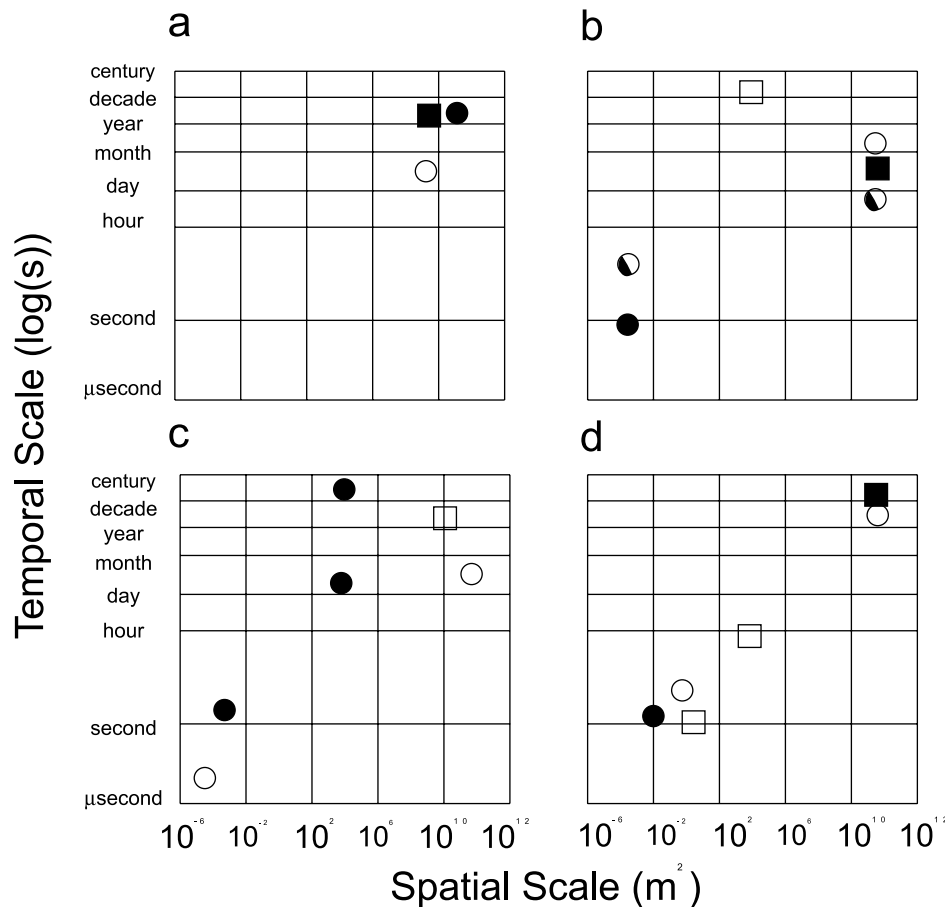 a
b
century
decade
year
month
day
hour
second
μsecond
Temporal Scale (log(s))
c
d
century
decade
year
month
day
hour
second
μsecond
10⁻⁶ 10⁻² 10² 10⁶ 10¹⁰ 10¹² 10⁻⁶ 10⁻² 10² 10⁶ 10¹⁰ 10¹²
Spatial Scale (m²)